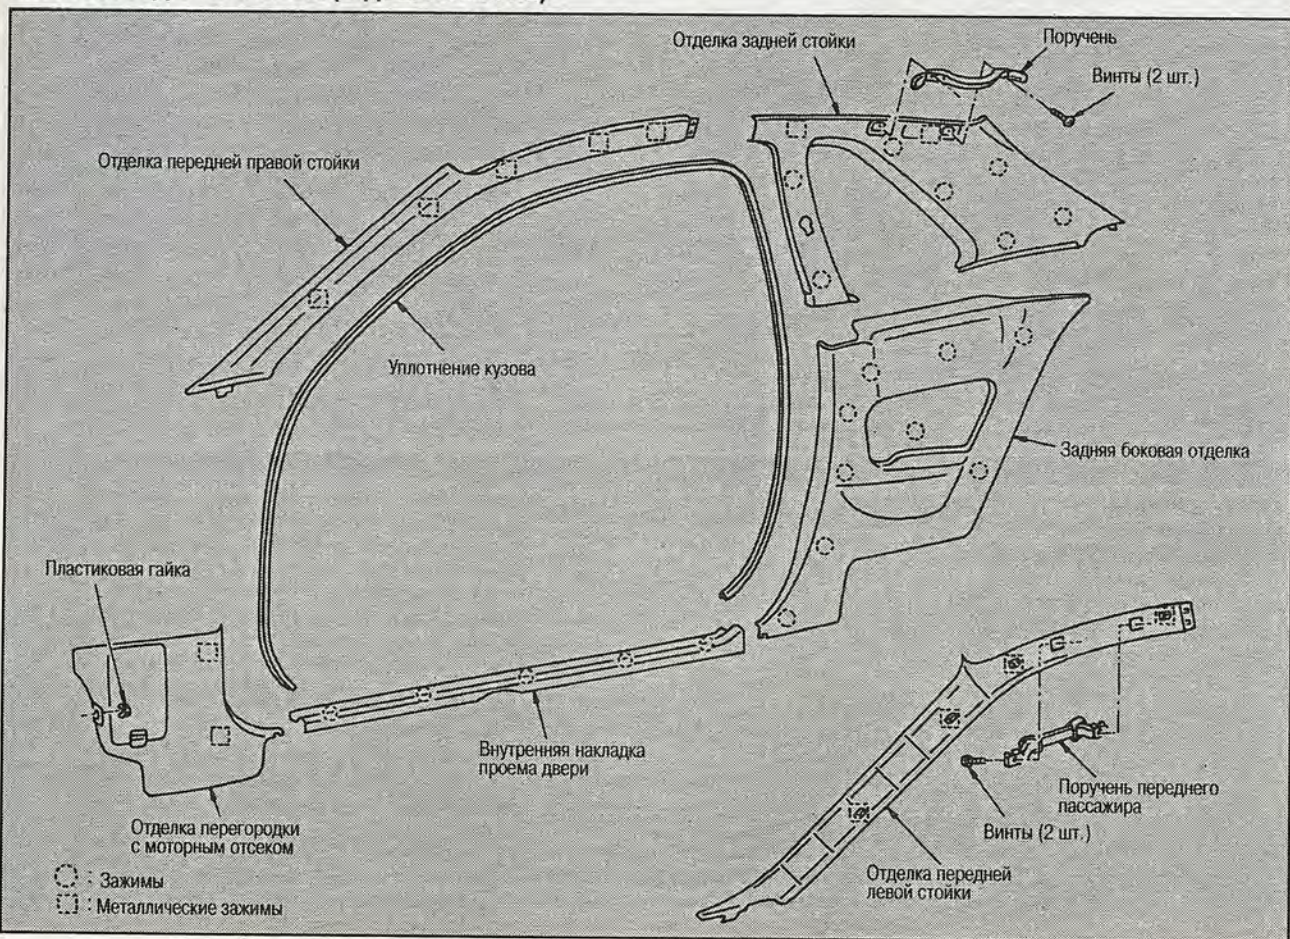 Отделка задней стойки
Поручень
Винты (2 шт.)
Отделка передней правой стойки
Уплотнение кузова
Задняя боковая отделка
Пластиковая гайка
Внутренняя накладка
проема двери
Поручень переднего
пассажира
Винты (2 шт.)
Отделка перегородки
с моторным отсеком
Отделка передней
левой стойки
: Зажимы
: Металлические зажимы